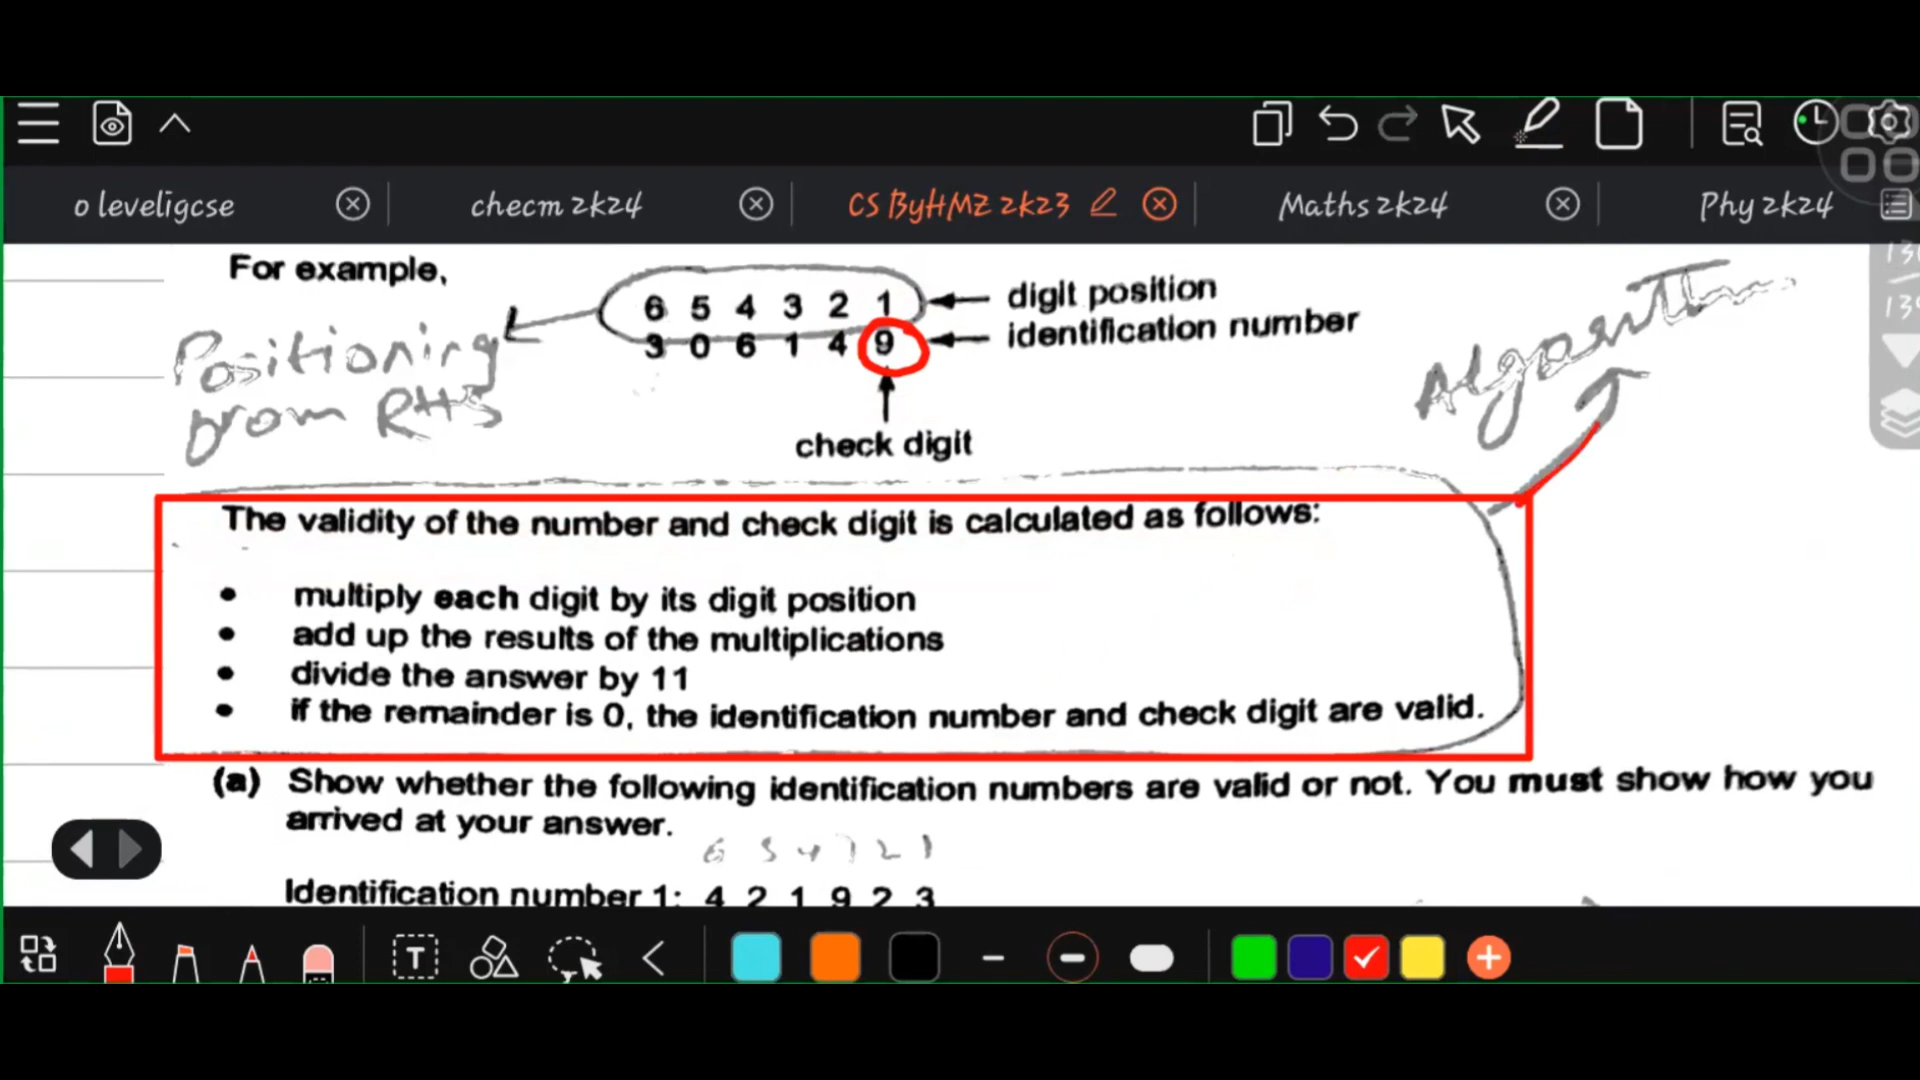 o leveligcse
checm 2k24
CS ByHMZ 2k23
Maths 2k24
Phy 2k24
For example,
6 5 4 3 2 1
digit position
3 0 6 1 4 9
identification number
Positioning
from RHS
check digit
The validity of the number and check digit is calculated as follows:
• multiply each digit by its digit position
• add up the results of the multiplications
• divide the answer by 11
• if the remainder is 0, the identification number and check digit are valid.
(a) Show whether the following identification numbers are valid or not. You must show how you
arrived at your answer.
6 5 4 3 2 1
Identification number 1: 4 2 1 9 2 3
T